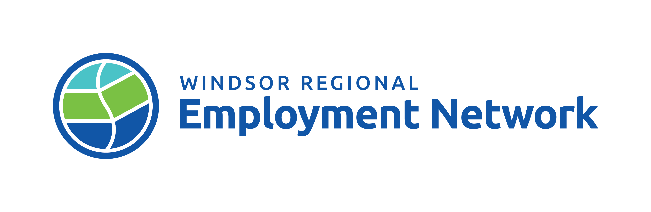 WINDSOR REGIONAL
Employment Network